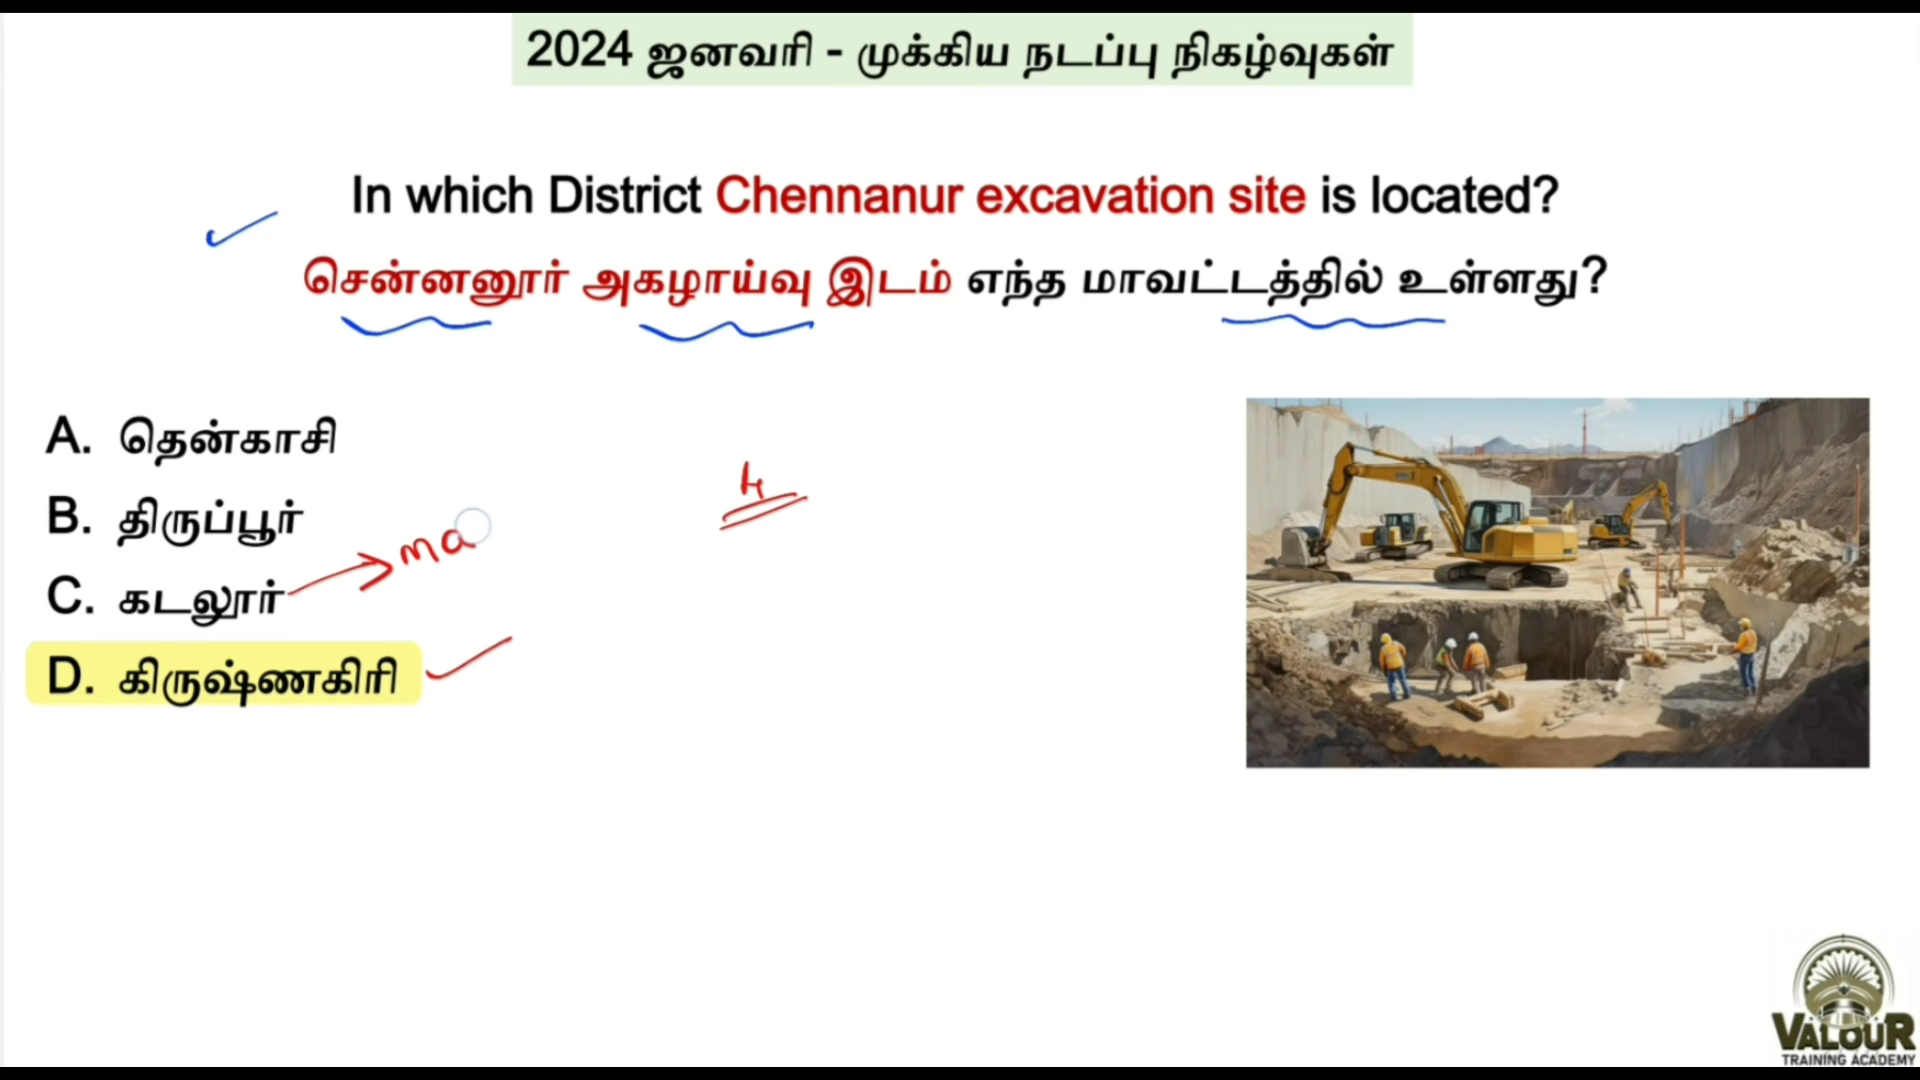 2024 ஜனவரி - முக்கிய நடப்பு நிகழ்வுகள்
In which District Chennanur excavation site is located?
சென்னனூர் அகழாய்வு இடம் எந்த மாவட்டத்தில் உள்ளது?
A. தென்காசி
B. திருப்பூர்
C. கடலூர்
ma
D. கிருஷ்ணகிரி
VALOUR
TRAINING ACADEMY